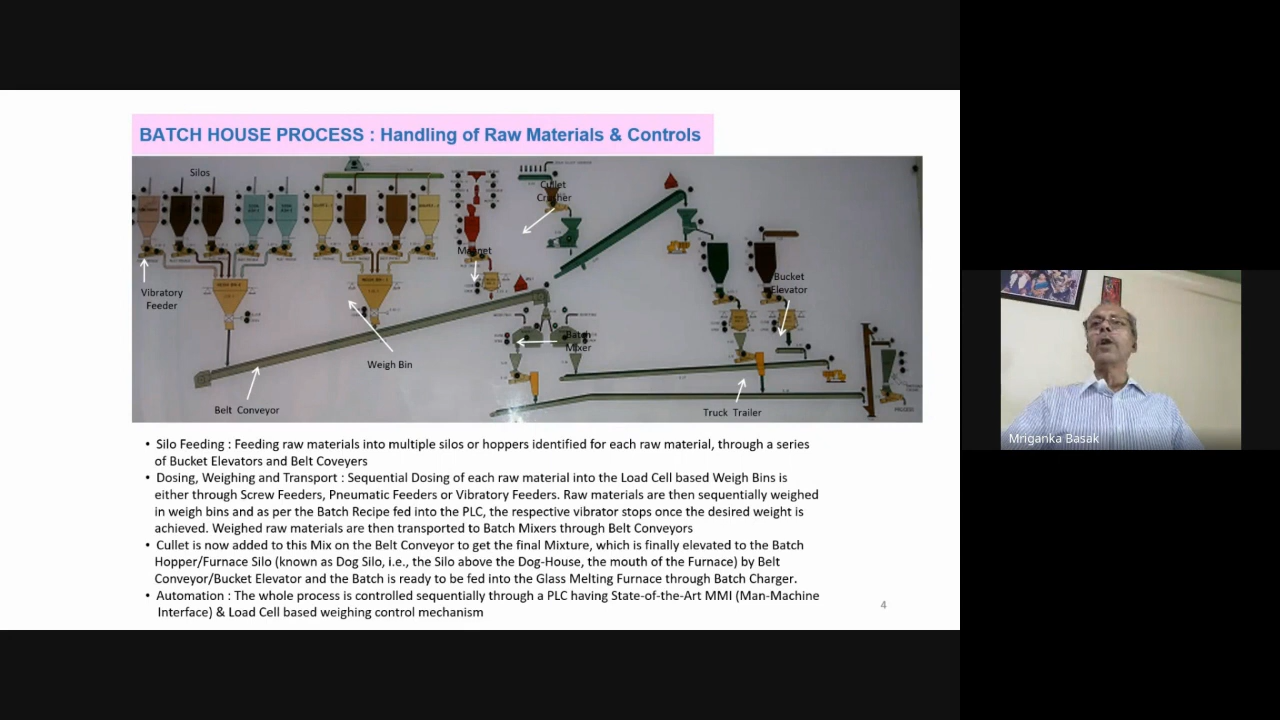 BATCH HOUSE PROCESS : Handling of Raw Materials & Controls
Silos
Cullet
Crusher
Magnet
Vibratory
Feeder
Bucket
Elevator
Batch
Mixer
Weigh Bin
Belt Conveyor
Truck Trailer
• Silo Feeding : Feeding raw materials into multiple silos or hoppers identified for each raw material, through a series
of Bucket Elevators and Belt Coveyers
• Dosing, Weighing and Transport : Sequential Dosing of each raw material into the Load Cell based Weigh Bins is
either through Screw Feeders, Pneumatic Feeders or Vibratory Feeders. Raw materials are then sequentially weighed
in weigh bins and as per the Batch Recipe fed into the PLC, the respective vibrator stops once the desired weight is
achieved. Weighed raw materials are then transported to Batch Mixers through Belt Conveyors
• Cullet is now added to this Mix on the Belt Conveyor to get the final Mixture, which is finally elevated to the Batch
Hopper/Furnace Silo (known as Dog Silo, i.e., the Silo above the Dog-House, the mouth of the Furnace) by Belt
Conveyor/Bucket Elevator and the Batch is ready to be fed into the Glass Melting Furnace through Batch Charger.
• Automation : The whole process is controlled sequentially through a PLC having State-of-the-Art MMI (Man-Machine
Interface) & Load Cell based weighing control mechanism
4
Mriganka Basak